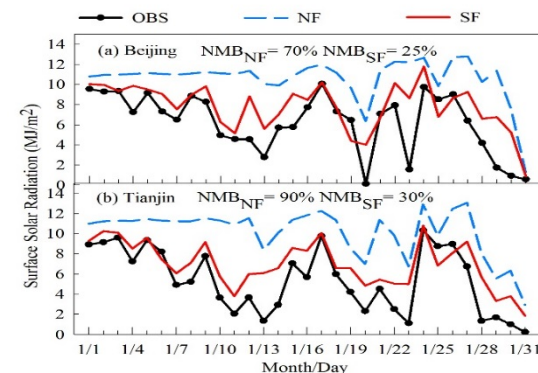 OBS NF SF
(a) Beijing NMB_NF = 70% NMB_SF = 25%
14
12
10
8
6
4
2
0
(b) Tianjin NMB_NF = 90% NMB_SF = 30%
14
12
10
8
6
4
2
0
Surface Solar Radiation (MJ/m²)
1/1 1/4 1/7 1/10 1/13 1/16 1/19 1/22 1/25 1/28 1/31
Month/Day